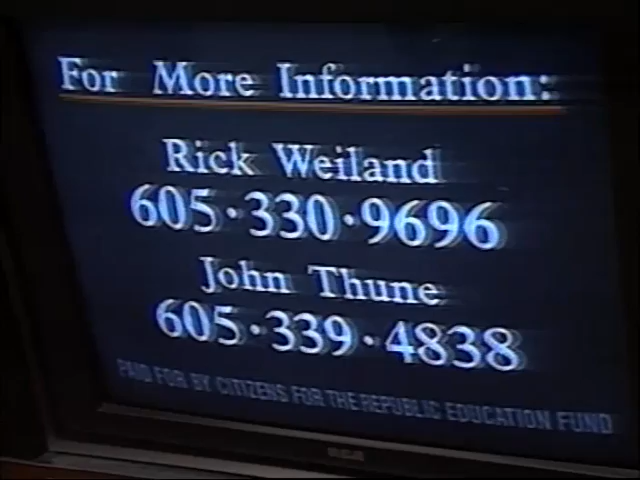 For More Information:
Rick Weiland
605·330·9696
John Thune
605·339·4838
PAID FOR BY CITIZENS FOR THE REPUBLIC EDUCATION FUND
RCA